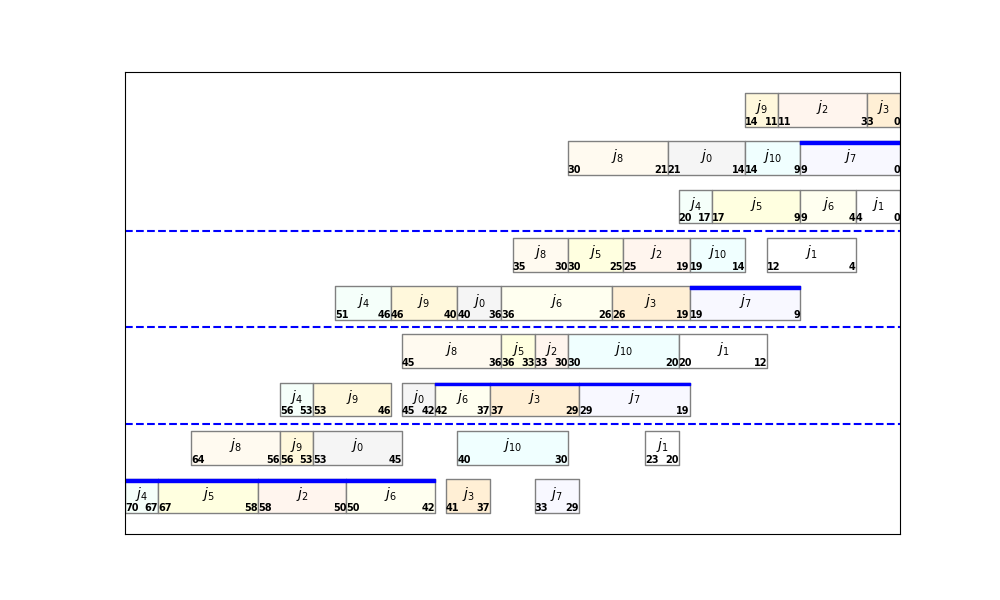 j9 j2 j3
14 11 11 33 0
j8 j0 j10 j7
30 21 21 14 14 9 9 0
j4 j5 j6 j1
20 17 17 9 9 4 4 0
j8 j5 j2 j10 j1
35 30 30 25 25 19 19 14 12 4
j4 j9 j0 j6 j3 j7
51 46 46 40 40 36 36 26 26 19 19 9
j8 j5 j2 j10 j1
45 36 36 33 33 30 30 20 20 12
j4 j9 j0 j6 j3 j7
56 53 53 46 45 42 42 37 37 29 29 19
j8 j9 j0 j10 j1
64 56 56 53 53 45 40 30 23 20
j4 j5 j2 j6 j3 j7
70 67 67 58 58 50 50 42 41 37 33 29